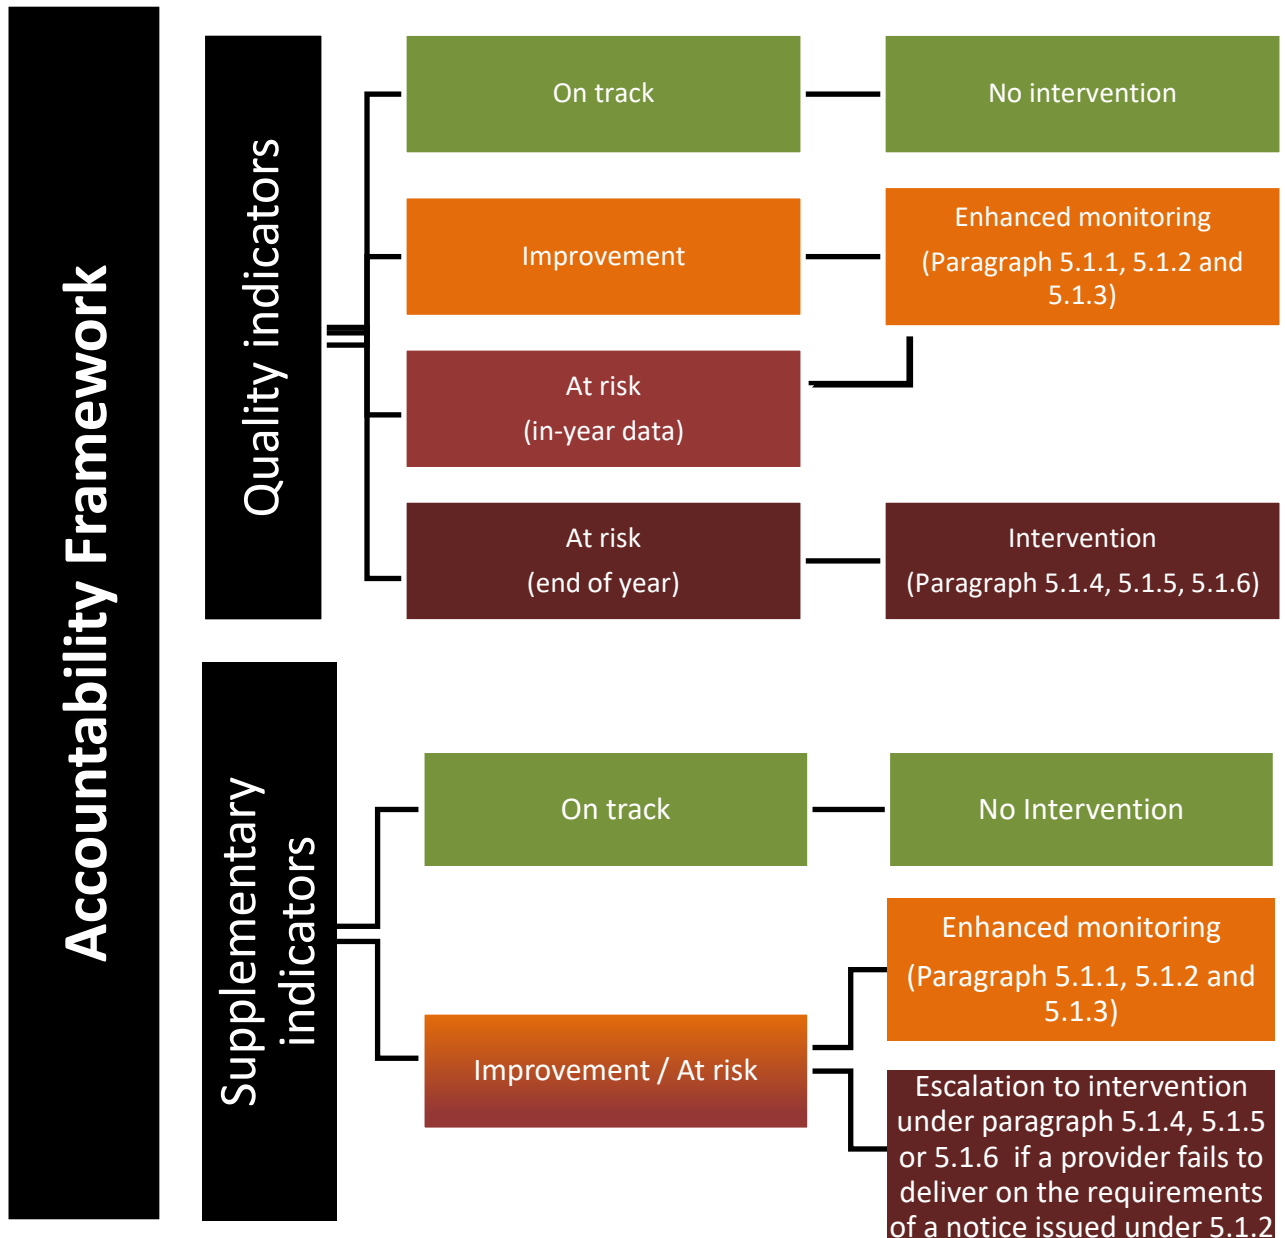 Accountability Framework
Quality indicators
On track
No intervention
Improvement
Enhanced monitoring
(Paragraph 5.1.1, 5.1.2 and
5.1.3)
At risk
(in-year data)
At risk
(end of year)
Intervention
(Paragraph 5.1.4, 5.1.5, 5.1.6)
Supplementary
indicators
On track
No Intervention
Improvement / At risk
Enhanced monitoring
(Paragraph 5.1.1, 5.1.2 and
5.1.3)
Escalation to intervention
under paragraph 5.1.4, 5.1.5
or 5.1.6 if a provider fails to
deliver on the requirements
of a notice issued under 5.1.2